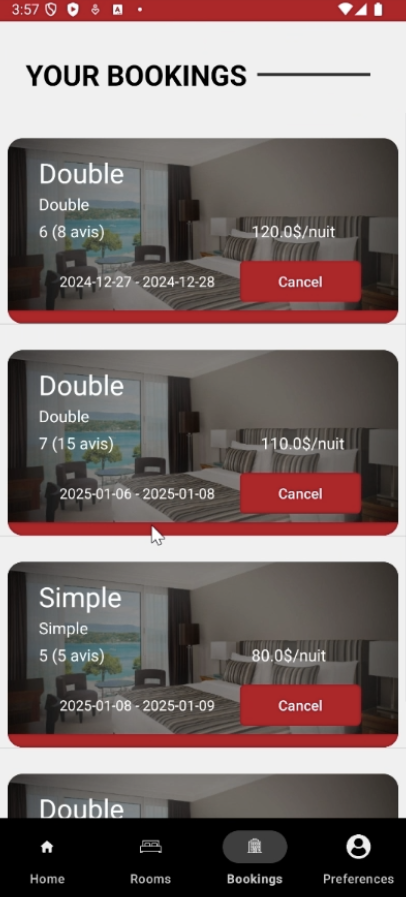 3:57
YOUR BOOKINGS
Double
Double
6 (8 avis) 120.0$/nuit
2024-12-27 - 2024-12-28 Cancel
Double
Double
7 (15 avis) 110.0$/nuit
2025-01-06 - 2025-01-08 Cancel
Simple
Simple
5 (5 avis) 80.0$/nuit
2025-01-08 - 2025-01-09 Cancel
Double
Home Rooms Bookings Preferences